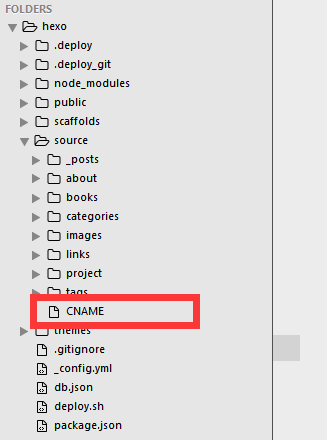 FOLDERS
hexo
.deploy
.deploy_git
node_modules
public
scaffolds
source
_posts
about
books
categories
images
links
project
tags
CNAME
themes
.gitignore
_config.yml
db.json
deploy.sh
package.json